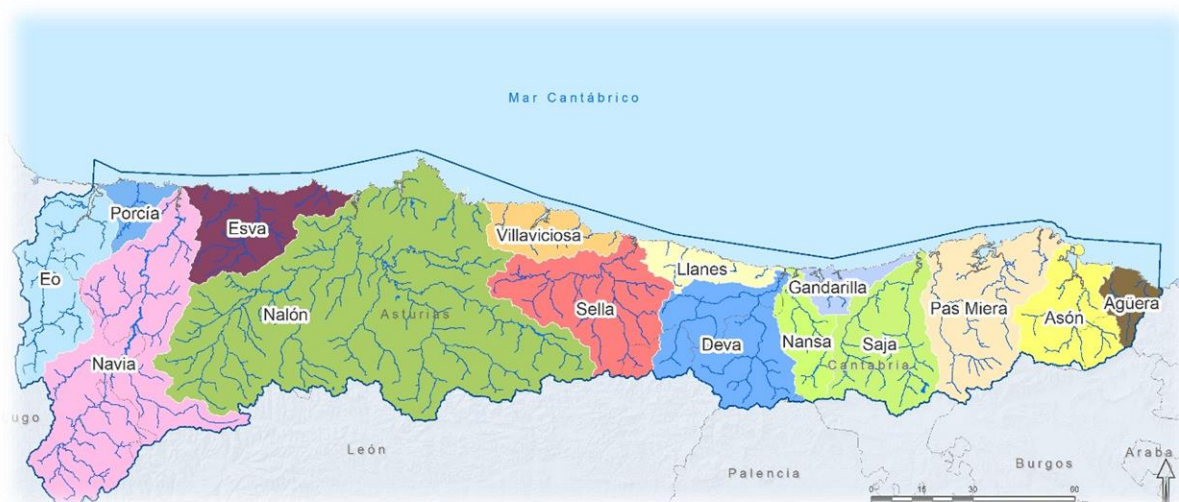 Mar Cantábrico
Porcía
Esva
Eo
Villaviciosa
Llanes
Gandarilla
Agüera
Nalón
Asturias
Sella
Pas Miera
Asón
Navia
Deva
Nansa
Saja
Cantabria
ugo
León
Palencia
Burgos
Araba
0 15 30 60